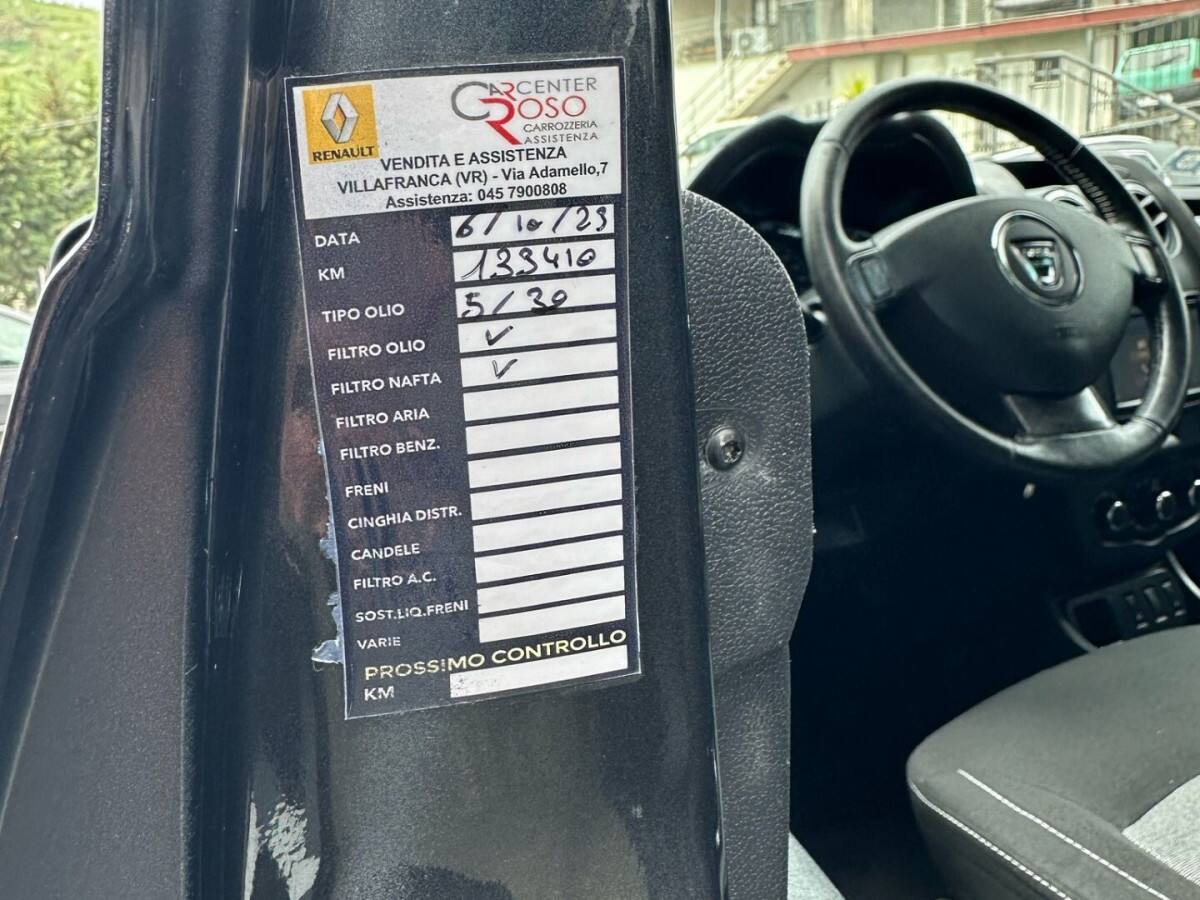 CARCENTER
ROSO
CARROZZERIA
ASSISTENZA
RENAULT
VENDITA E ASSISTENZA
VILLAFRANCA (VR) - Via Adamello,7
Assistenza: 045 7900808
DATA 6/10/23
KM 133410
TIPO OLIO 5/30
FILTRO OLIO ✓
FILTRO NAFTA ✓
FILTRO ARIA
FILTRO BENZ.
FRENI
CINGHIA DISTR.
CANDELE
FILTRO A.C.
SOST.LIQ.FRENI
VARIE
PROSSIMO CONTROLLO
KM